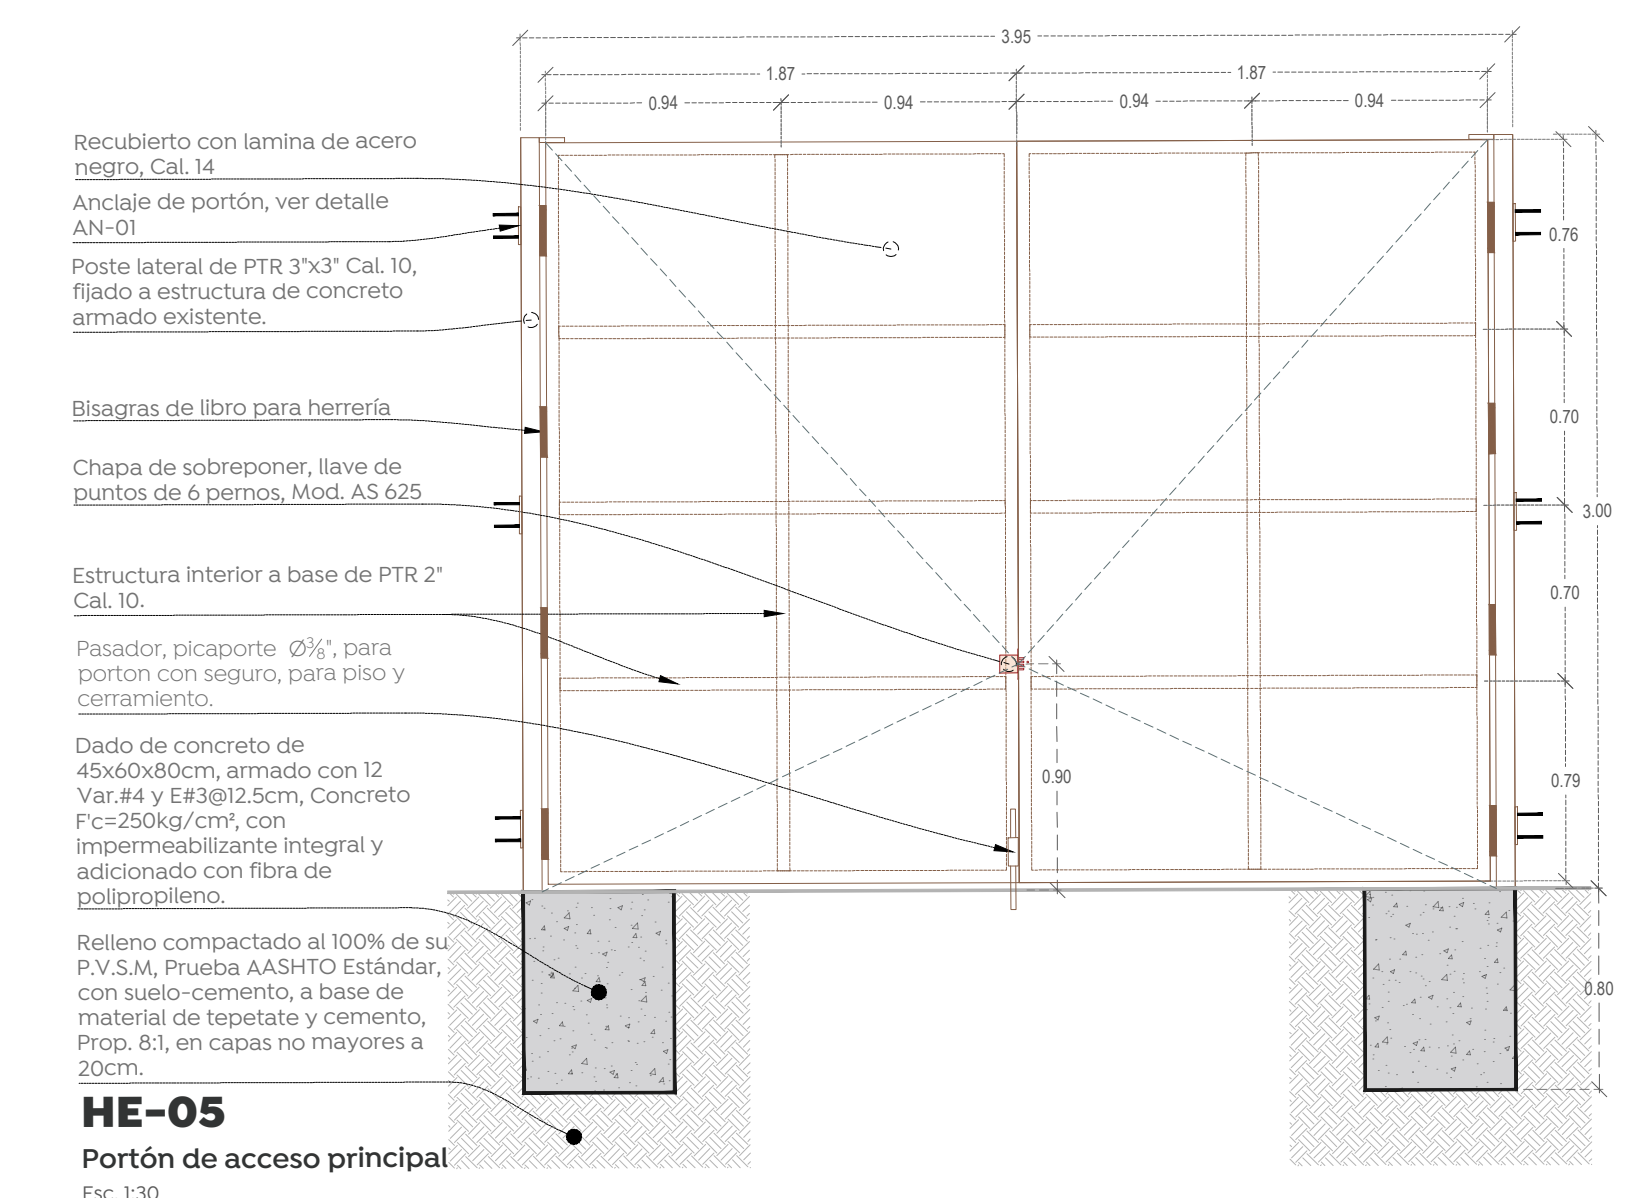 3.95
1.87
1.87
0.94
0.94
0.94
0.94
Recubierto con lamina de acero
negro, Cal. 14
Anclaje de portón, ver detalle
AN-01
Poste lateral de PTR 3"x3" Cal. 10,
fijado a estructura de concreto
armado existente.
Bisagras de libro para herrería
Chapa de sobreponer, llave de
puntos de 6 pernos, Mod. AS 625
Estructura interior a base de PTR 2"
Cal. 10.
Pasador, picaporte Ø⅜", para
porton con seguro, para piso y
cerramiento.
Dado de concreto de
45x60x80cm, armado con 12
Var.#4 y E#3@12.5cm, Concreto
F'c=250kg/cm², con
impermeabilizante integral y
adicionado con fibra de
polipropileno.
Relleno compactado al 100% de su
P.V.S.M, Prueba AASHTO Estándar,
con suelo-cemento, a base de
material de tepetate y cemento,
Prop. 8:1, en capas no mayores a
20cm.
0.76
0.70
3.00
0.70
0.79
0.90
0.80
HE-05
Portón de acceso principal
Esc. 1:30